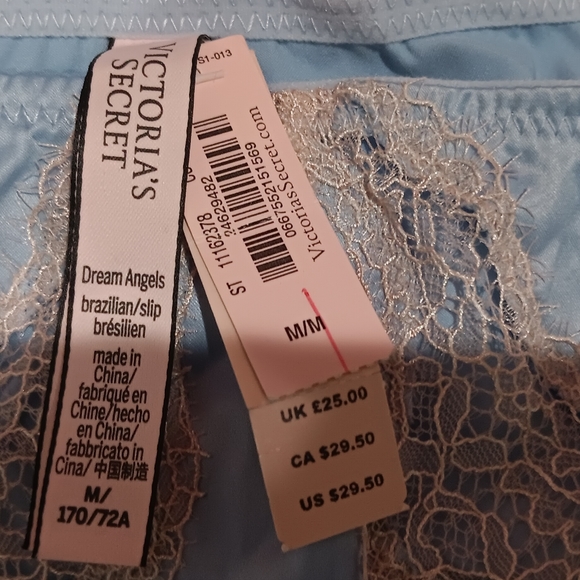 VICTORIA'S
SECRET
Dream Angels
brazilian/slip
brésilien
made in
China/
fabriqué en
Chine/hecho
en China/
fabbricato in
Cina/中国制造
M/
170/72A
S1-013
ST 11162378
24629482
0667552151569
VictoriasSecret.com
M/M
UK £25.00
CA $29.50
US $29.50